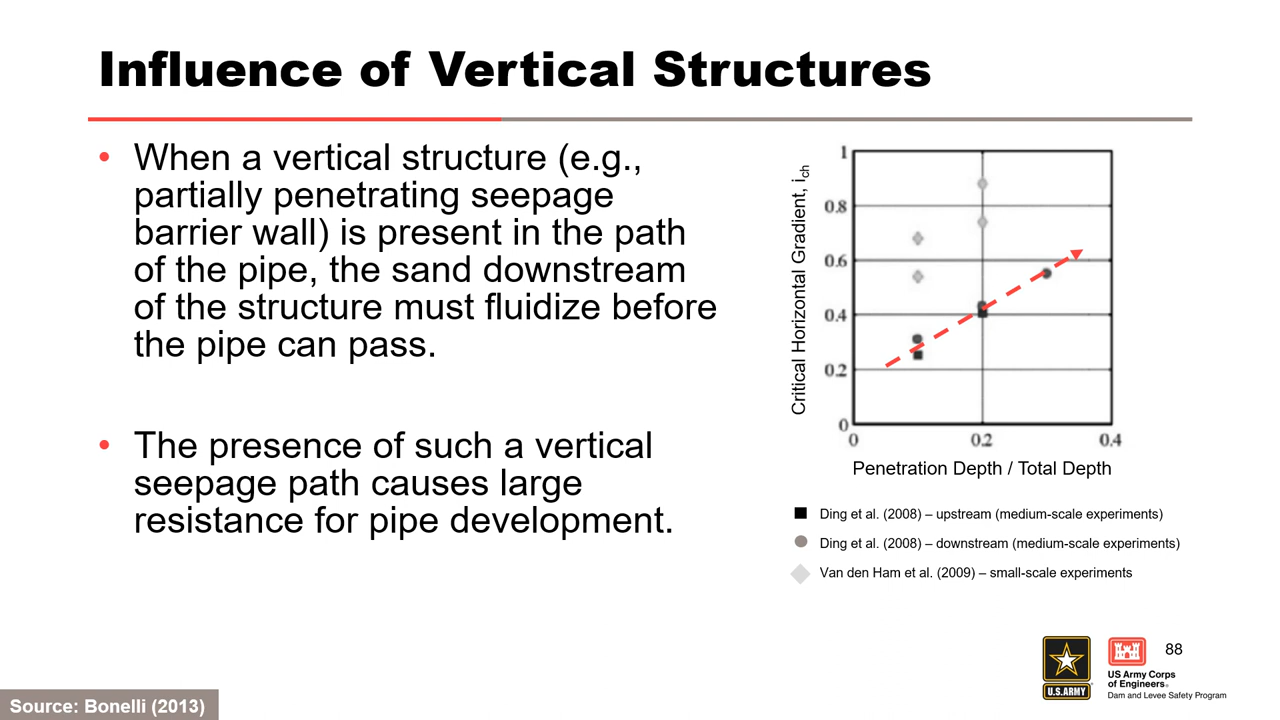 Influence of Vertical Structures
• When a vertical structure (e.g.,
partially penetrating seepage
barrier wall) is present in the path
of the pipe, the sand downstream
of the structure must fluidize before
the pipe can pass.
• The presence of such a vertical
seepage path causes large
resistance for pipe development.
Critical Horizontal Gradient, ich
1
0.8
0.6
0.4
0.2
0
0 0.2 0.4
Penetration Depth / Total Depth
Ding et al. (2008) – upstream (medium-scale experiments)
Ding et al. (2008) – downstream (medium-scale experiments)
Van den Ham et al. (2009) – small-scale experiments
U.S.ARMY
US Army Corps
of Engineers®
Dam and Levee Safety Program
88
Source: Bonelli (2013)